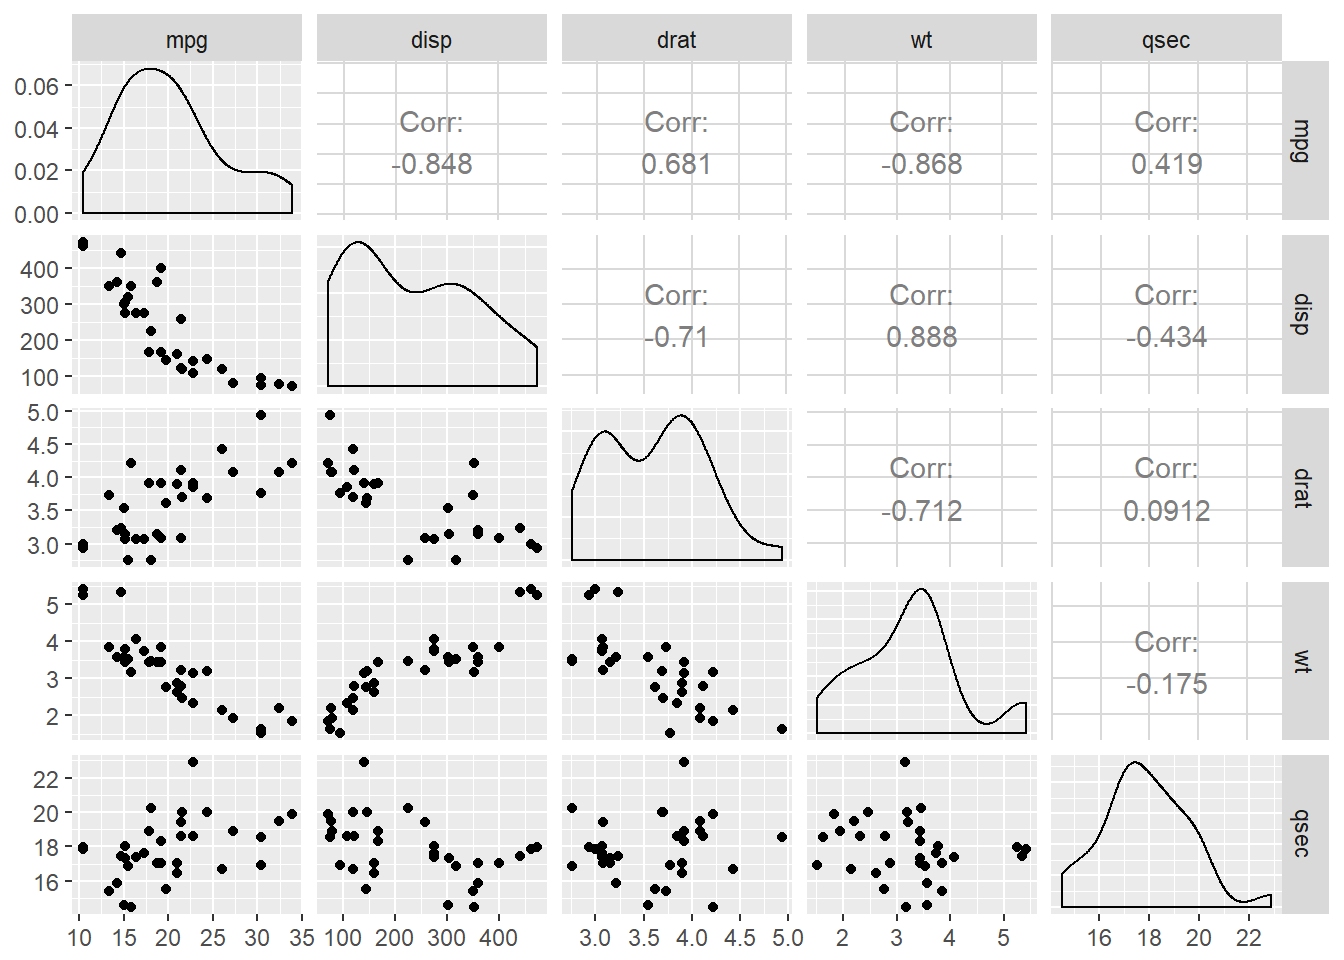 mpg disp drat wt qsec
0.06
0.04
0.02
0.00
Corr:
-0.848
Corr:
0.681
Corr:
-0.868
Corr:
0.419
mpg
400
300
200
100
Corr:
-0.71
Corr:
0.888
Corr:
-0.434
disp
5.0
4.5
4.0
3.5
3.0
Corr:
-0.712
Corr:
0.0912
drat
5
4
3
2
Corr:
-0.175
wt
22
20
18
16
qsec
10 15 20 25 30 35 100 200 300 400 3.0 3.5 4.0 4.5 5.0 2 3 4 5 16 18 20 22